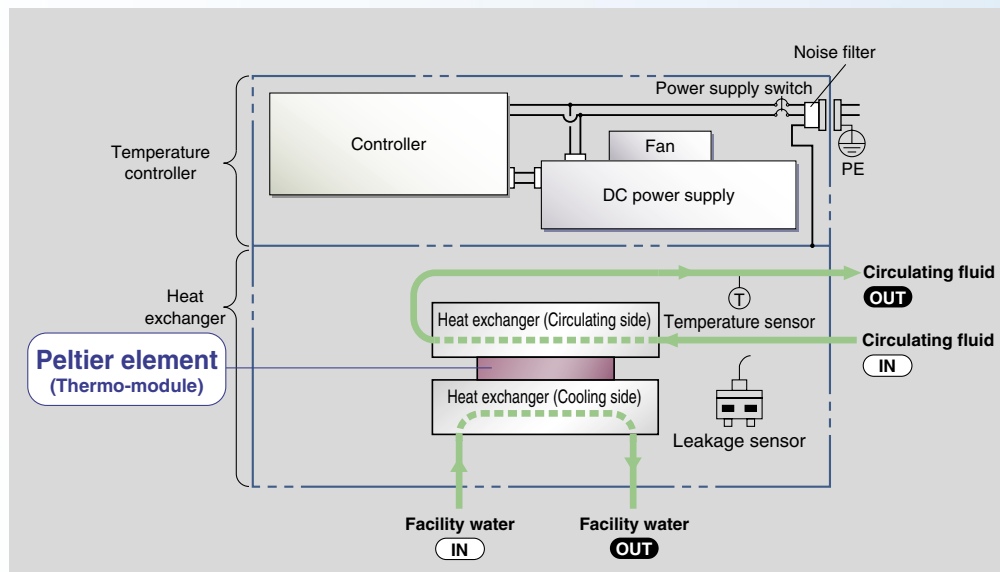 Noise filter
Power supply switch
Controller
Fan
PE
Temperature
controller
DC power supply
Circulating fluid
OUT
Heat
exchanger
T
Heat exchanger (Circulating side)
Temperature sensor
Circulating fluid
IN
Peltier element
(Thermo-module)
Heat exchanger (Cooling side)
Leakage sensor
Facility water
IN
Facility water
OUT